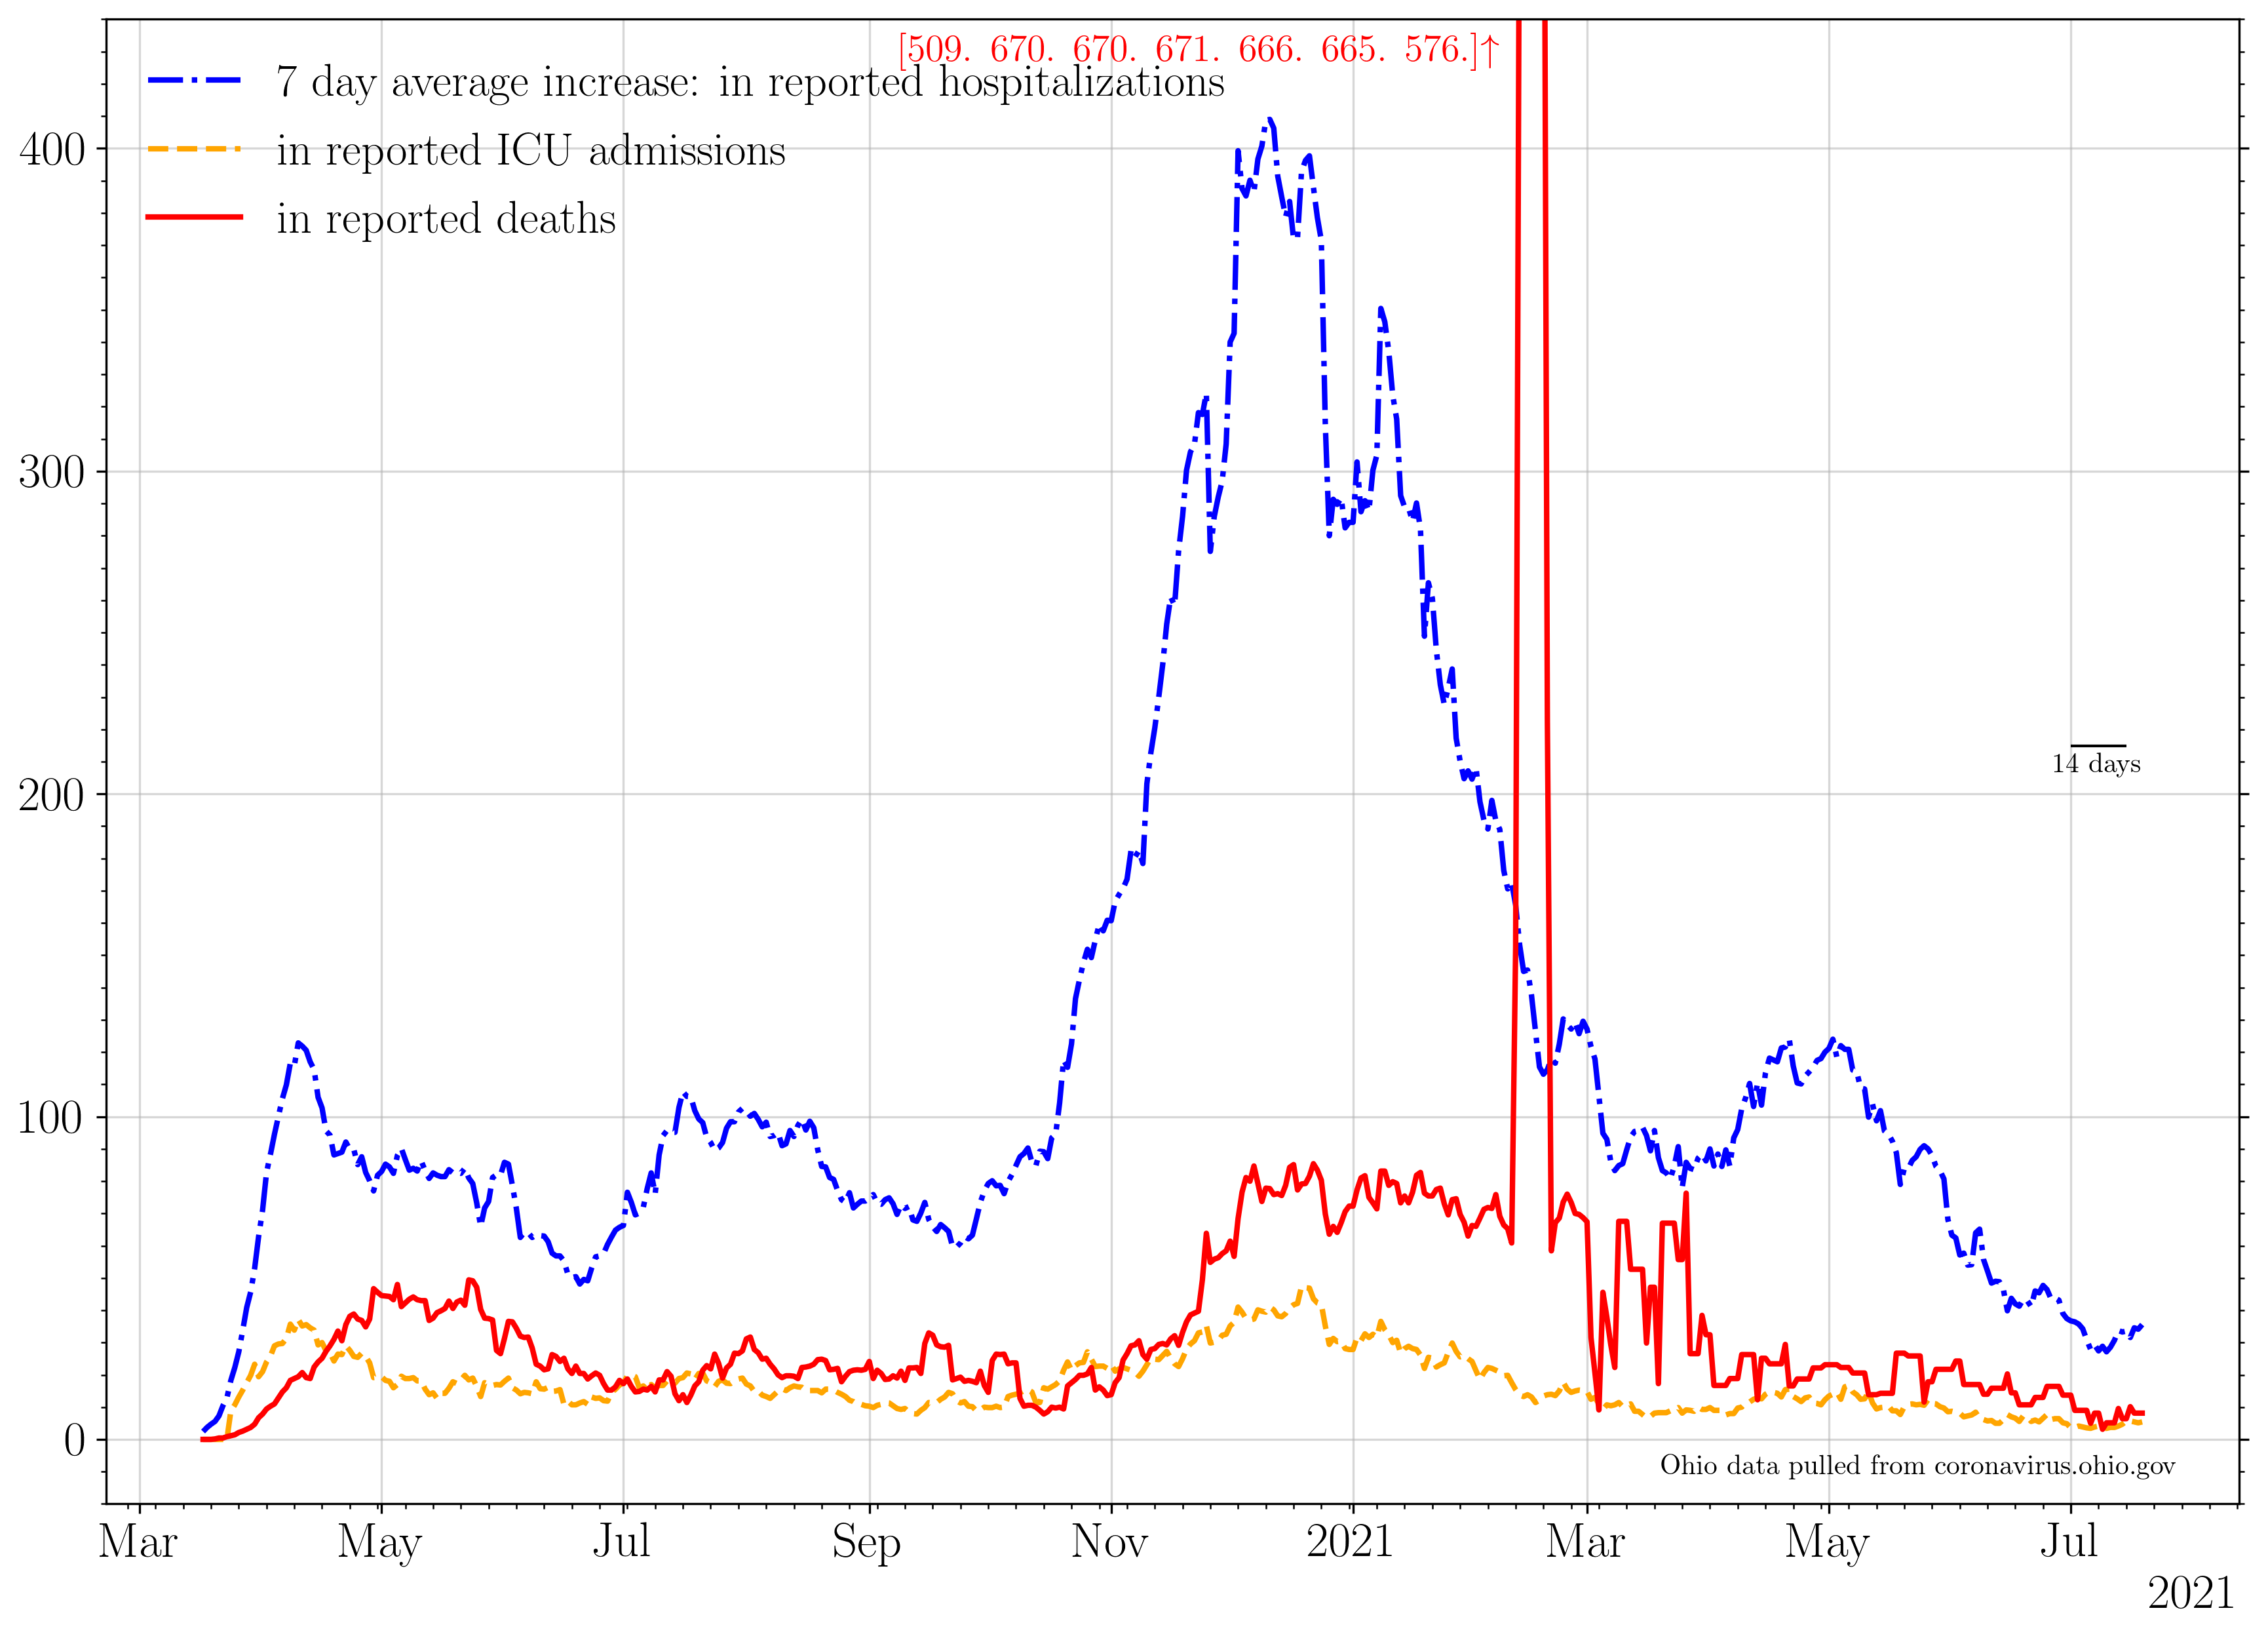 [509. 670. 670. 671. 666. 665. 576.]↑
7 day average increase: in reported hospitalizations
in reported ICU admissions
in reported deaths
400
300
200
100
0
14 days
Ohio data pulled from coronavirus.ohio.gov
Mar May Jul Sep Nov 2021 Mar May Jul
2021